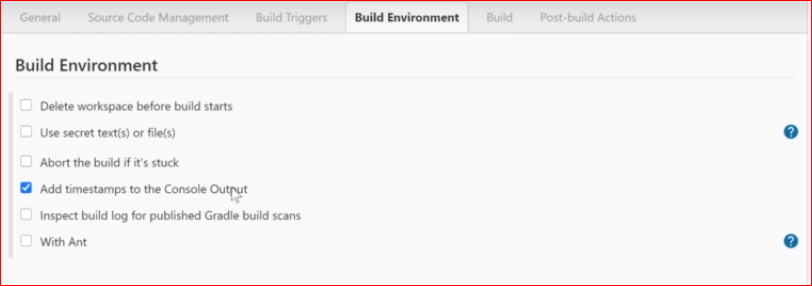 General Source Code Management Build Triggers Build Environment Build Post-build Actions
Build Environment
Delete workspace before build starts
Use secret text(s) or file(s) ?
Abort the build if it's stuck
Add timestamps to the Console Output
Inspect build log for published Gradle build scans
With Ant ?